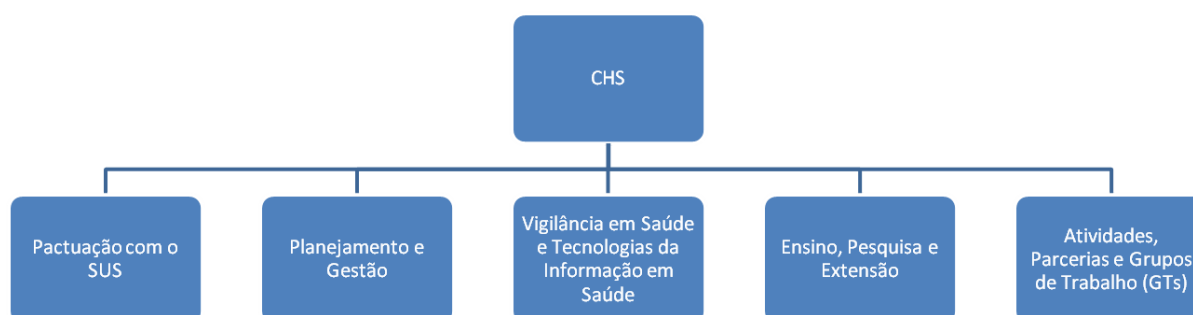 CHS
Pactuação com o
SUS
Planejamento e
Gestão
Vigilância em Saúde
e Tecnologias da
Informação em
Saúde
Ensino, Pesquisa e
Extensão
Atividades,
Parcerias e Grupos
de Trabalho (GTs)